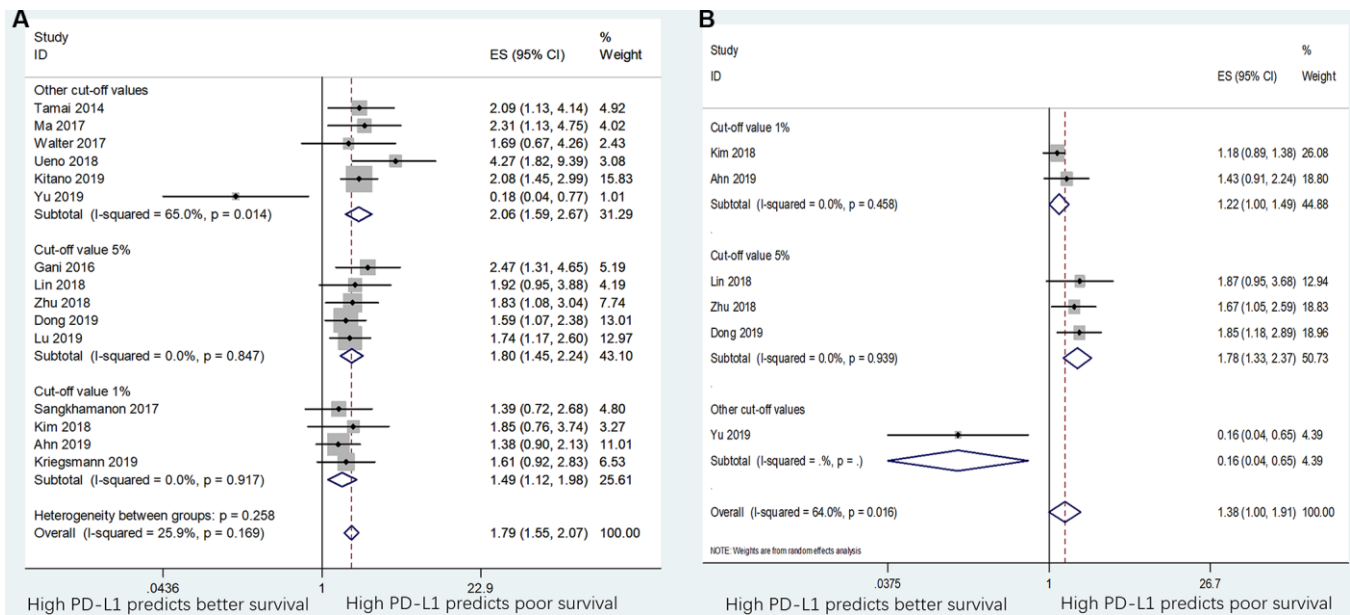 A
Study %
ID ES (95% CI) Weight
Other cut-off values
Tamai 2014 2.09 (1.13, 4.14) 4.92
Ma 2017 2.31 (1.13, 4.75) 4.02
Walter 2017 1.69 (0.67, 4.26) 2.43
Ueno 2018 4.27 (1.82, 9.39) 3.08
Kitano 2019 2.08 (1.45, 2.99) 15.83
Yu 2019 0.18 (0.04, 0.77) 1.01
Subtotal (I-squared = 65.0%, p = 0.014) 2.06 (1.59, 2.67) 31.29
Cut-off value 5%
Gani 2016 2.47 (1.31, 4.65) 5.19
Lin 2018 1.92 (0.95, 3.88) 4.19
Zhu 2018 1.83 (1.08, 3.04) 7.74
Dong 2019 1.59 (1.07, 2.38) 13.01
Lu 2019 1.74 (1.17, 2.60) 12.97
Subtotal (I-squared = 0.0%, p = 0.847) 1.80 (1.45, 2.24) 43.10
Cut-off value 1%
Sangkhamanon 2017 1.39 (0.72, 2.68) 4.80
Kim 2018 1.85 (0.76, 3.74) 3.27
Ahn 2019 1.38 (0.90, 2.13) 11.01
Kriegsmann 2019 1.61 (0.92, 2.83) 6.53
Subtotal (I-squared = 0.0%, p = 0.917) 1.49 (1.12, 1.98) 25.61
Heterogeneity between groups: p = 0.258
Overall (I-squared = 25.9%, p = 0.169) 1.79 (1.55, 2.07) 100.00
.0436 1 22.9
High PD-L1 predicts better survival High PD-L1 predicts poor survival
B
Study %
ID ES (95% CI) Weight
Cut-off value 1%
Kim 2018 1.18 (0.89, 1.38) 26.08
Ahn 2019 1.43 (0.91, 2.24) 18.80
Subtotal (I-squared = 0.0%, p = 0.458) 1.22 (1.00, 1.49) 44.88
.
Cut-off value 5%
Lin 2018 1.87 (0.95, 3.68) 12.94
Zhu 2018 1.67 (1.05, 2.59) 18.83
Dong 2019 1.85 (1.18, 2.89) 18.96
Subtotal (I-squared = 0.0%, p = 0.939) 1.78 (1.33, 2.37) 50.73
.
Other cut-off values
Yu 2019 0.16 (0.04, 0.65) 4.39
Subtotal (I-squared = .%, p = .) 0.16 (0.04, 0.65) 4.39
.
Overall (I-squared = 64.0%, p = 0.016) 1.38 (1.00, 1.91) 100.00
NOTE: Weights are from random effects analysis
.0375 1 26.7
High PD-L1 predicts better survival High PD-L1 predicts poor survival